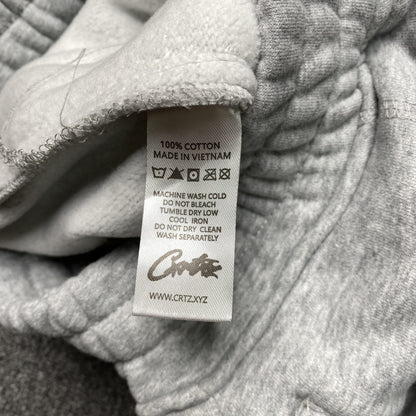 100% COTTON
MADE IN VIETNAM
MACHINE WASH COLD
DO NOT BLEACH
TUMBLE DRY LOW
COOL IRON
DO NOT DRY CLEAN
WASH SEPARATELY
Crtz
WWW.CRTZ.XYZ